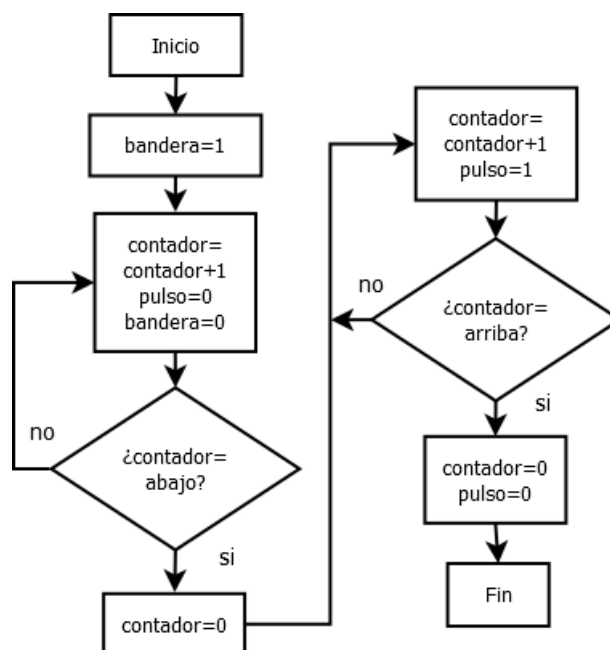 Inicio
bandera=1
contador=
contador+1
pulso=0
bandera=0
no
¿contador=
abajo?
si
contador=0
contador=
contador+1
pulso=1
no
¿contador=
arriba?
si
contador=0
pulso=0
Fin